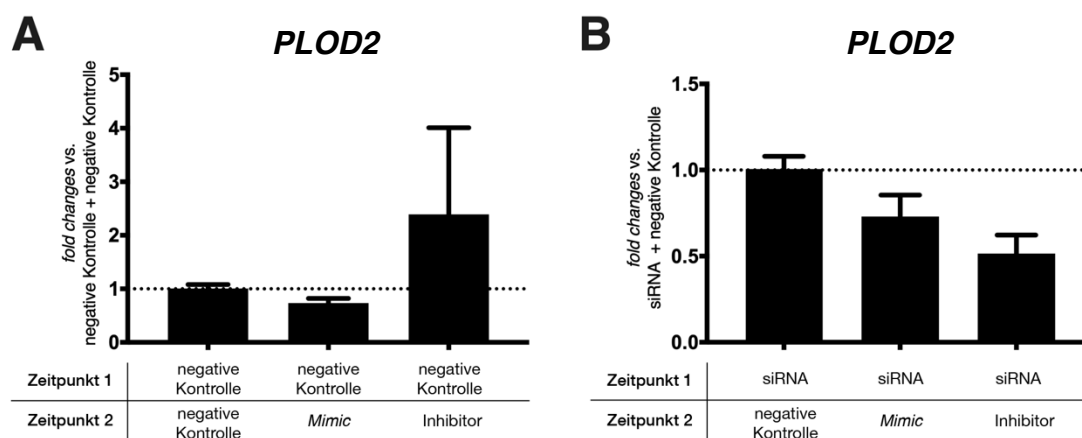 A
PLOD2
fold changes vs.
negative Kontrolle + negative Kontrolle
5
4
3
2
1
0
Zeitpunkt 1
negative
Kontrolle
negative
Kontrolle
negative
Kontrolle
Zeitpunkt 2
negative
Kontrolle
Mimic
Inhibitor
B
PLOD2
fold changes vs.
siRNA + negative Kontrolle
1.5
1.0
0.5
0.0
Zeitpunkt 1
siRNA
siRNA
siRNA
Zeitpunkt 2
negative
Kontrolle
Mimic
Inhibitor